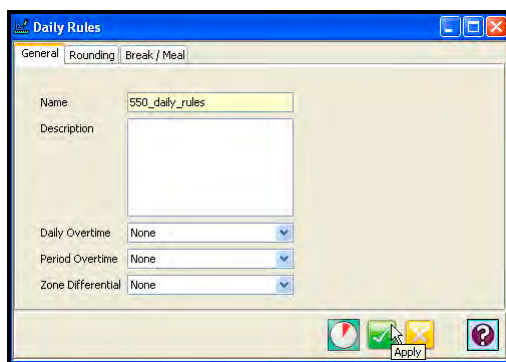 Daily Rules
General Rounding Break / Meal
Name 550_daily_rules
Description
Daily Overtime None
Period Overtime None
Zone Differential None
?
Apply